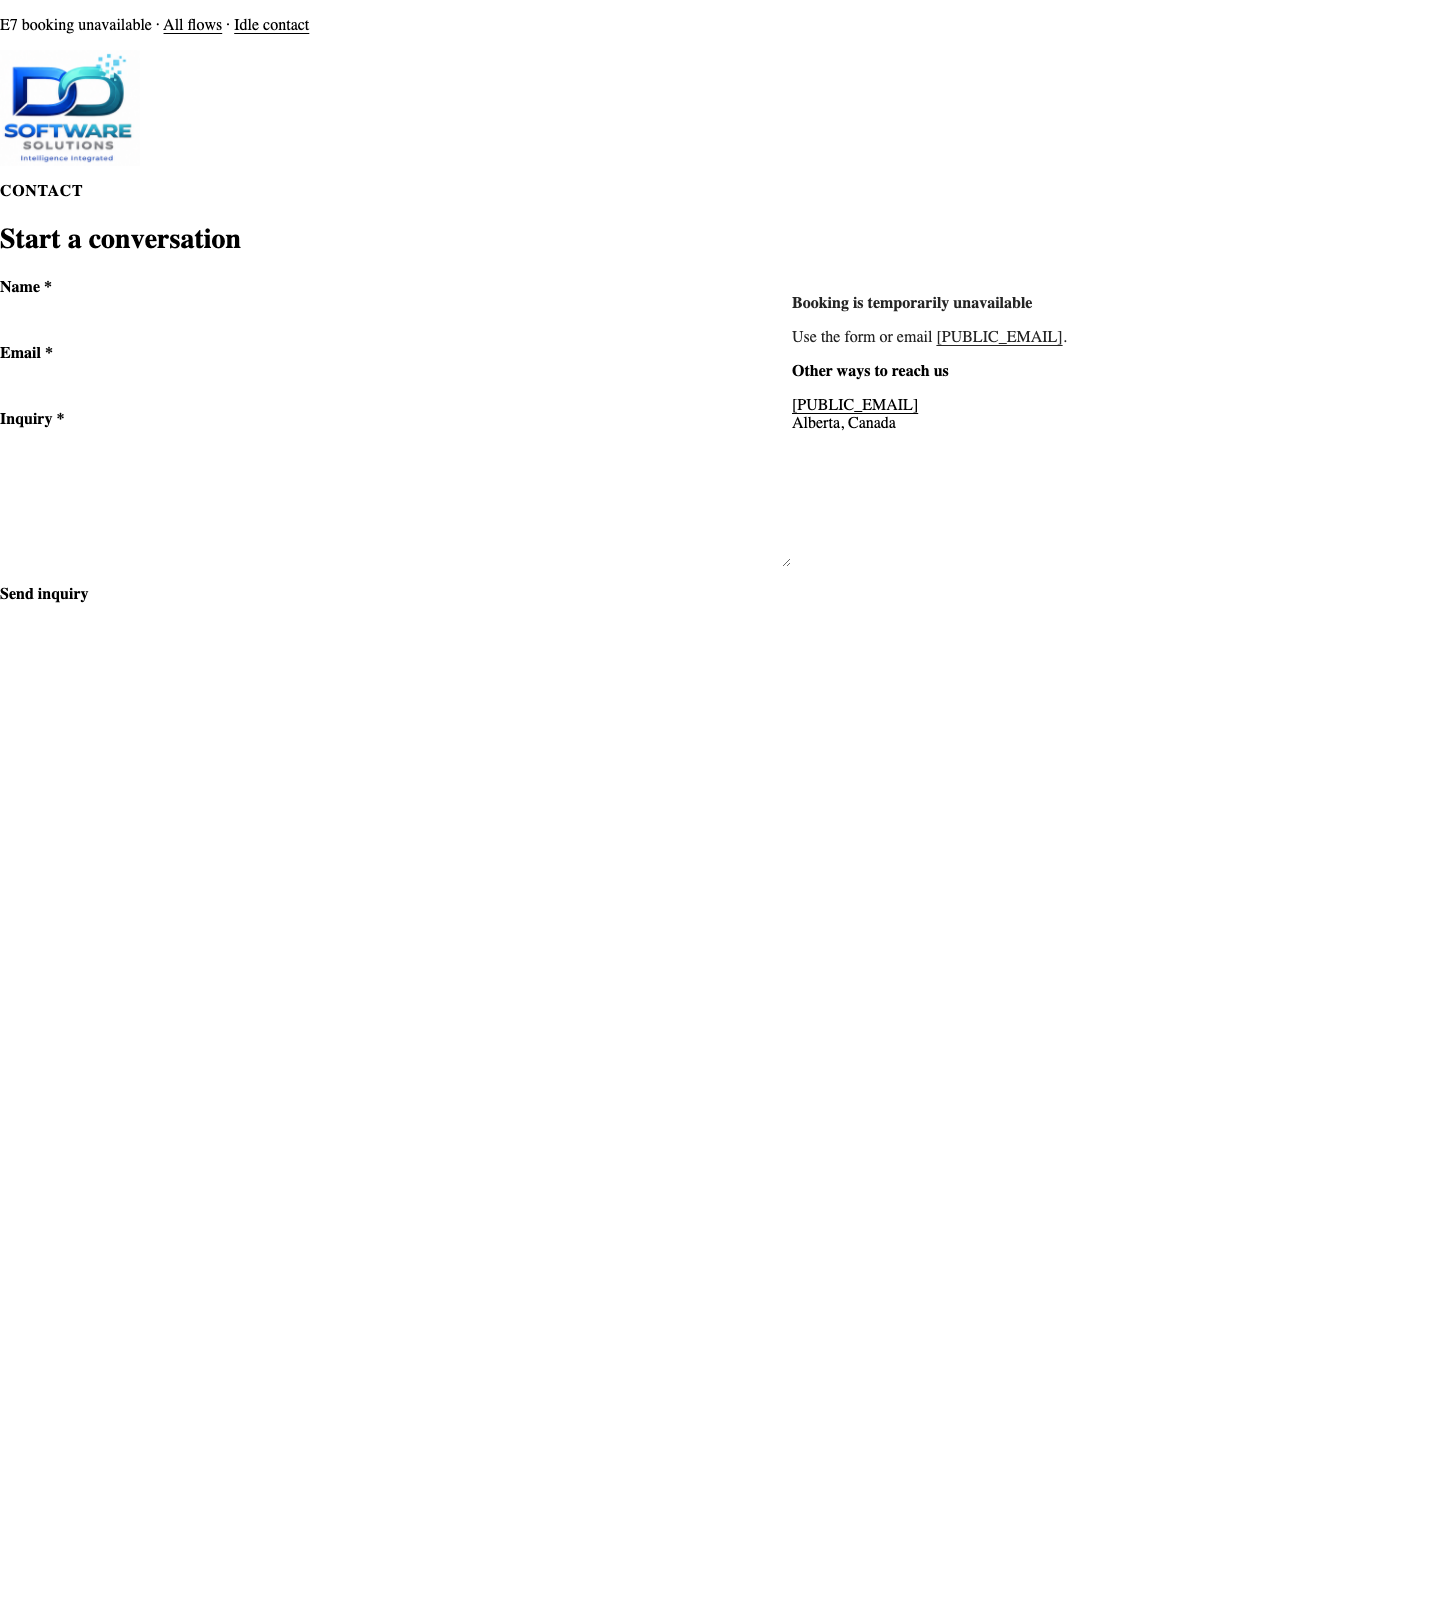 E7 booking unavailable · All flows · Idle contact
DO
SOFTWARE
SOLUTIONS
Intelligence Integrated
CONTACT
Start a conversation
Name *
Email *
Inquiry *
Send inquiry
Booking is temporarily unavailable
Use the form or email [PUBLIC_EMAIL].
Other ways to reach us
[PUBLIC_EMAIL]
Alberta, Canada